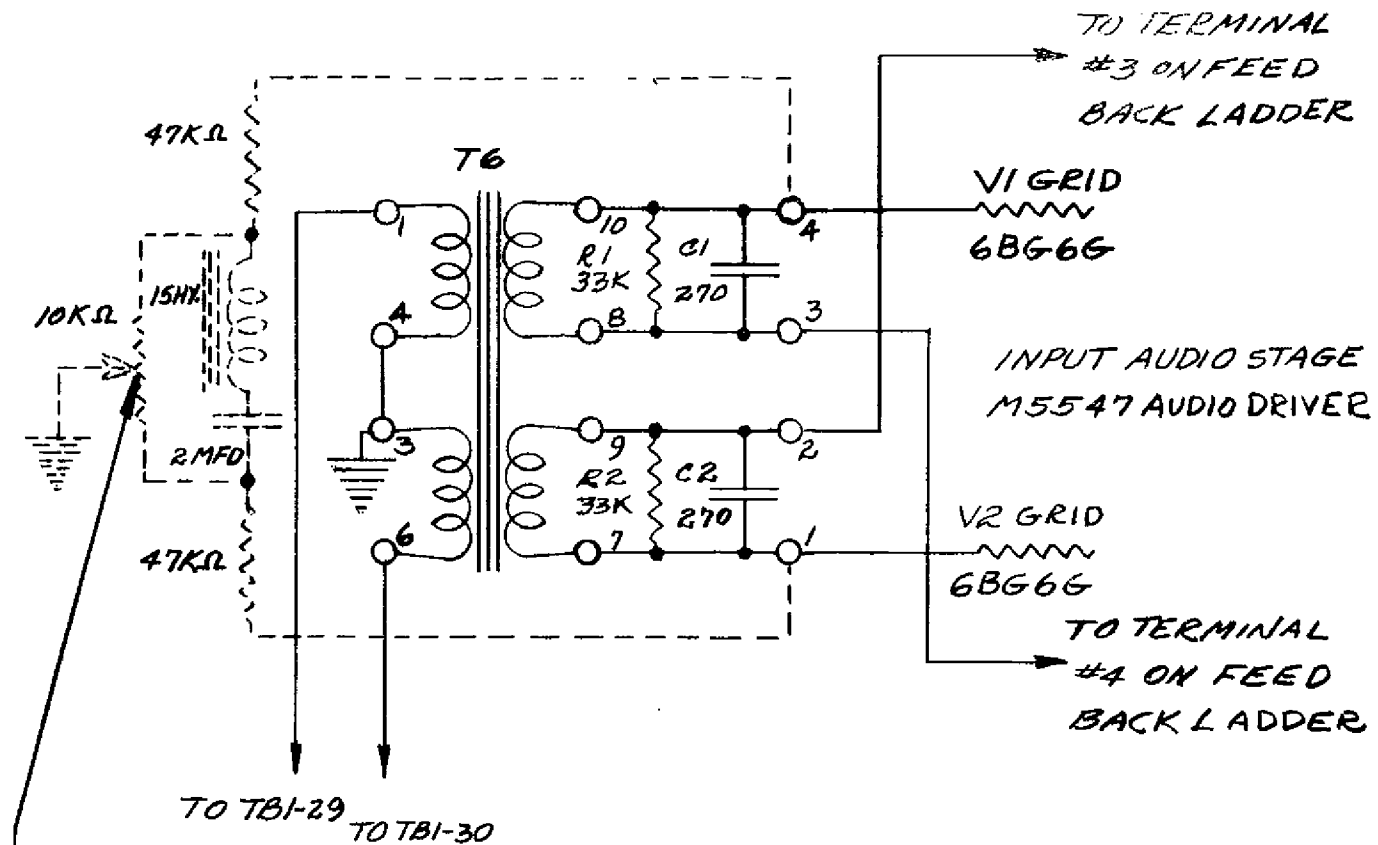 TO TERMINAL
#3 ON FEED
BACK LADDER
47KΩ
T6
V1 GRID
6BG6G
1
10
4
R1
33K
C1
270
15HY
10KΩ
4
8
3
INPUT AUDIO STAGE
M5547 AUDIO DRIVER
3
9
2
2MFD
R2
33K
C2
270
V2 GRID
6BG6G
6
7
1
47KΩ
TO TERMINAL
#4 ON FEED
BACK LADDER
TO TB1-29
TO TB1-30